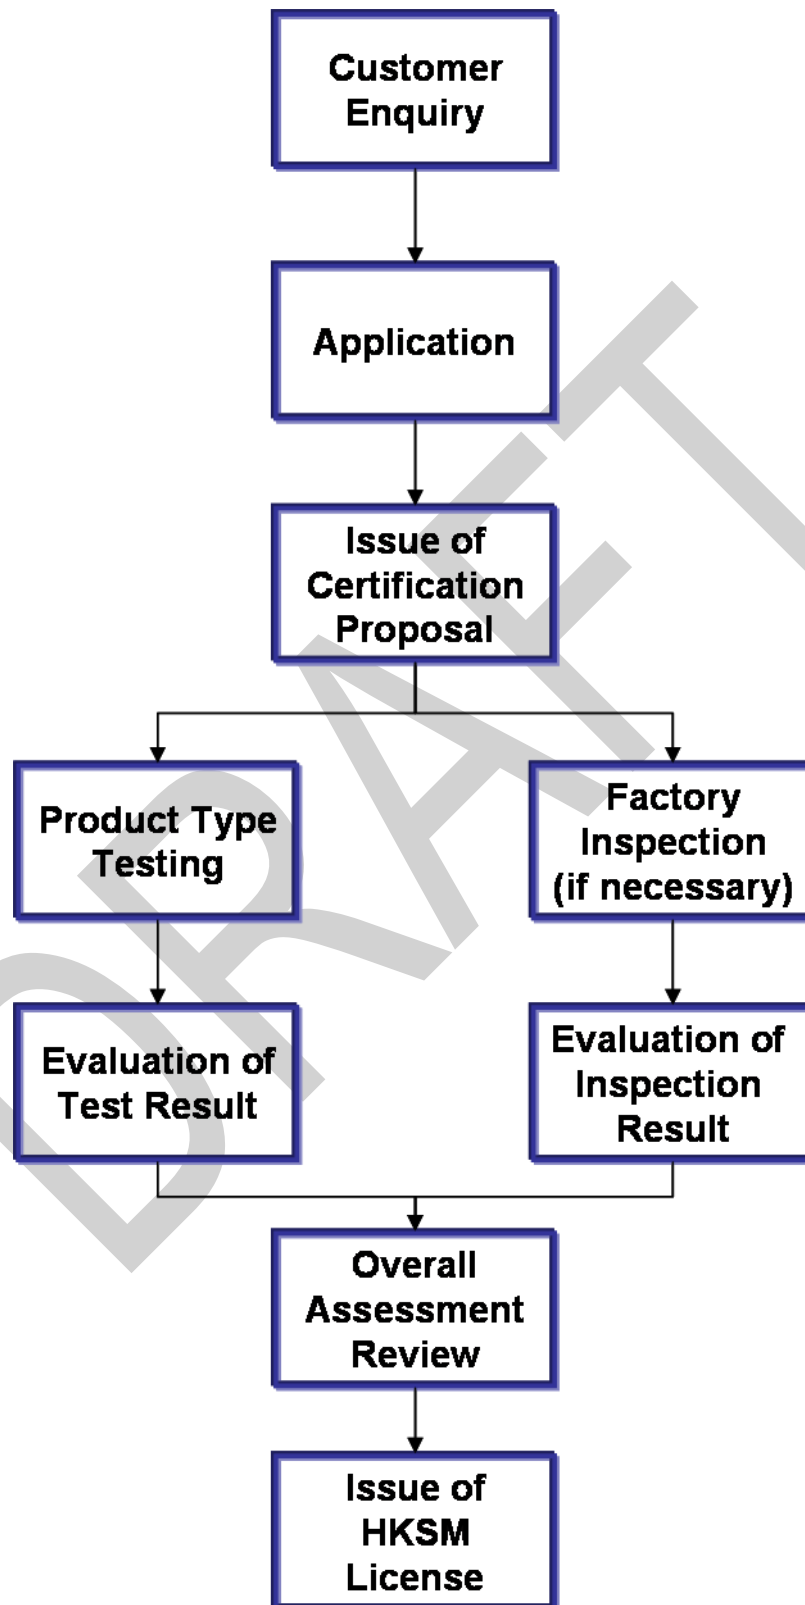 Customer
Enquiry
Application
Issue of
Certification
Proposal
Product Type
Testing
Factory
Inspection
(if necessary)
Evaluation of
Test Result
Evaluation of
Inspection
Result
Overall
Assessment
Review
Issue of
HKSM
License
DRAFT